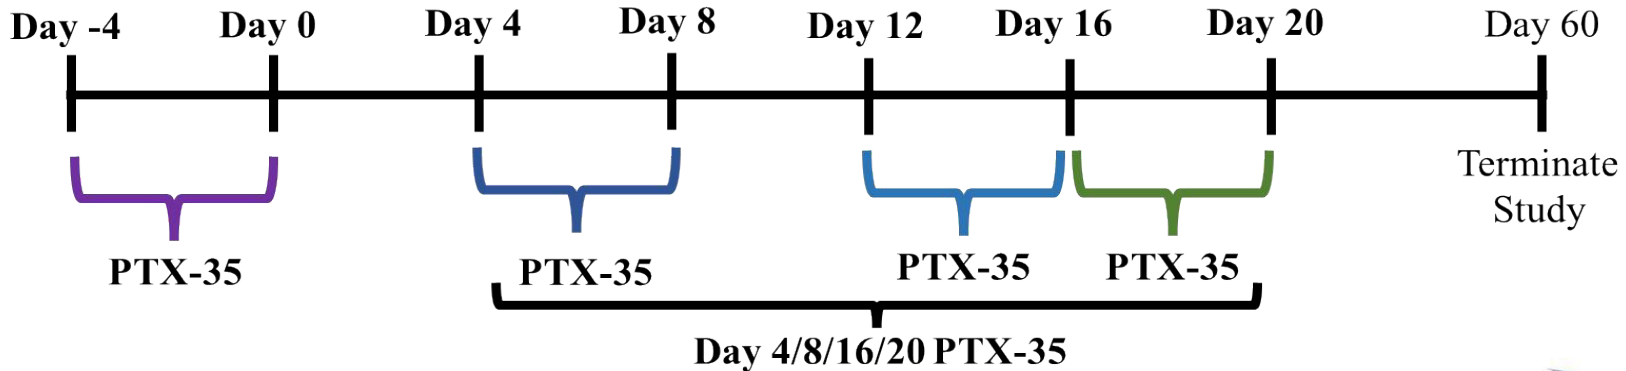 Day -4 Day 0 Day 4 Day 8 Day 12 Day 16 Day 20 Day 60
Terminate
Study
PTX-35 PTX-35 PTX-35 PTX-35
Day 4/8/16/20 PTX-35